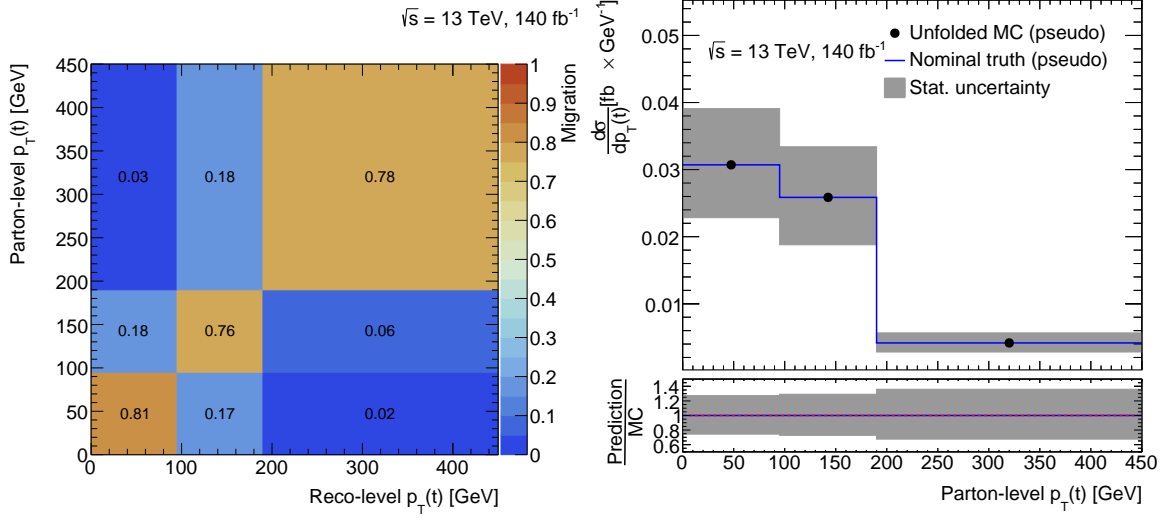 √s = 13 TeV, 140 fb⁻¹
Parton-level p_T(t) [GeV]
450
400
350
300
250
200
150
100
50
0
0.03 0.18 0.78
0.18 0.76 0.06
0.81 0.17 0.02
0 100 200 300 400
Reco-level p_T(t) [GeV]
1
0.9
0.8
0.7
0.6
0.5
0.4
0.3
0.2
0.1
0
Migration
dσ/dp_T(t) [fb × GeV⁻¹]
0.05
0.04
0.03
0.02
0.01
√s = 13 TeV, 140 fb⁻¹
Unfolded MC (pseudo)
Nominal truth (pseudo)
Stat. uncertainty
Prediction
MC
1.4
1.2
1
0.8
0.6
0 50 100 150 200 250 300 350 400 450
Parton-level p_T(t) [GeV]